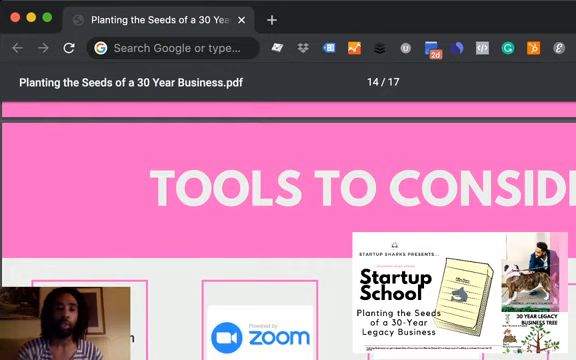 Planting the Seeds of a 30 Yea
Search Google or type...
2d
Planting the Seeds of a 30 Year Business.pdf
14 / 17
TOOLS TO CONSID
Powered by
zoom
STARTUP SHARKS PRESENTS...
Startup
School
Planting the Seeds
of a 30-Year
Legacy Business
30 YEAR LEGACY
BUSINESS TREE